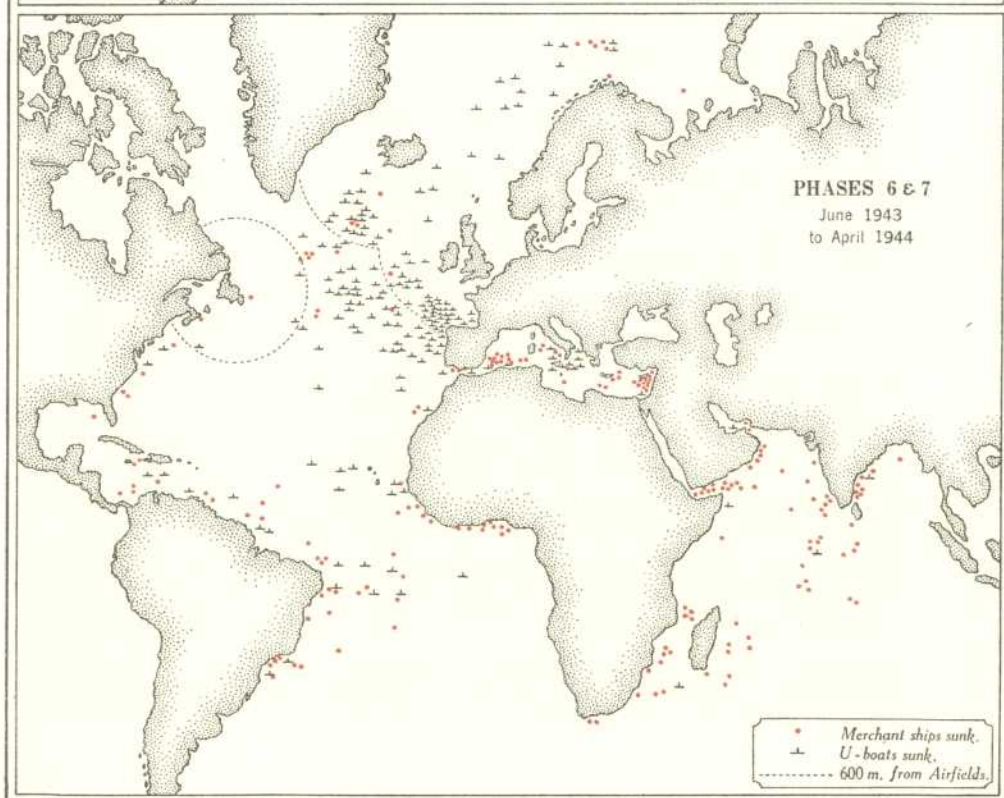 PHASES 6 & 7
June 1943
to April 1944
Merchant ships sunk.
U-boats sunk.
600 m. from Airfields.